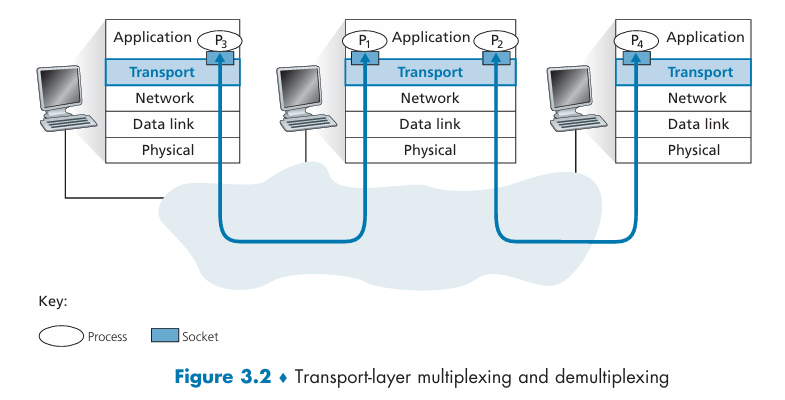 Application P3
Transport
Network
Data link
Physical
P1 Application P2
Transport
Network
Data link
Physical
P4 Application
Transport
Network
Data link
Physical
Key:
Process Socket
Figure 3.2 ♦ Transport-layer multiplexing and demultiplexing